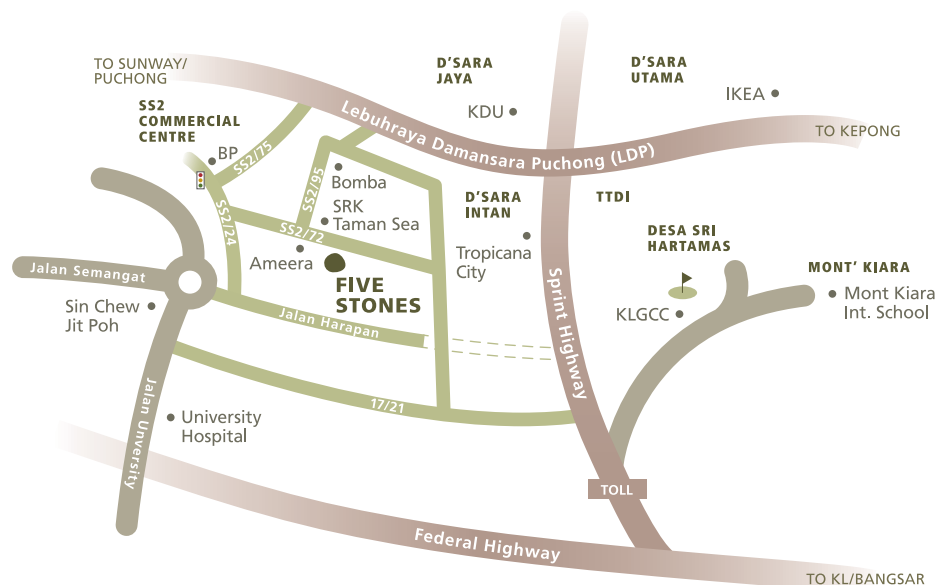 TO SUNWAY/
PUCHONG
D'SARA
JAYA
D'SARA
UTAMA
KDU
IKEA
SS2
COMMERCIAL
CENTRE
Lebuhraya Damansara Puchong (LDP)
TO KEPONG
BP
SS2/75
SS2/95
Bomba
SRK
Taman Sea
D'SARA
INTAN
TTDI
SS2/24
SS2/72
Ameera
Tropicana
City
DESA SRI
HARTAMAS
FIVE
STONES
Jalan Semangat
MONT' KIARA
Mont Kiara
Int. School
Sin Chew
Jit Poh
Jalan Harapan
KLGCC
Sprint Highway
Jalan Unversity
17/21
University
Hospital
TOLL
Federal Highway
TO KL/BANGSAR